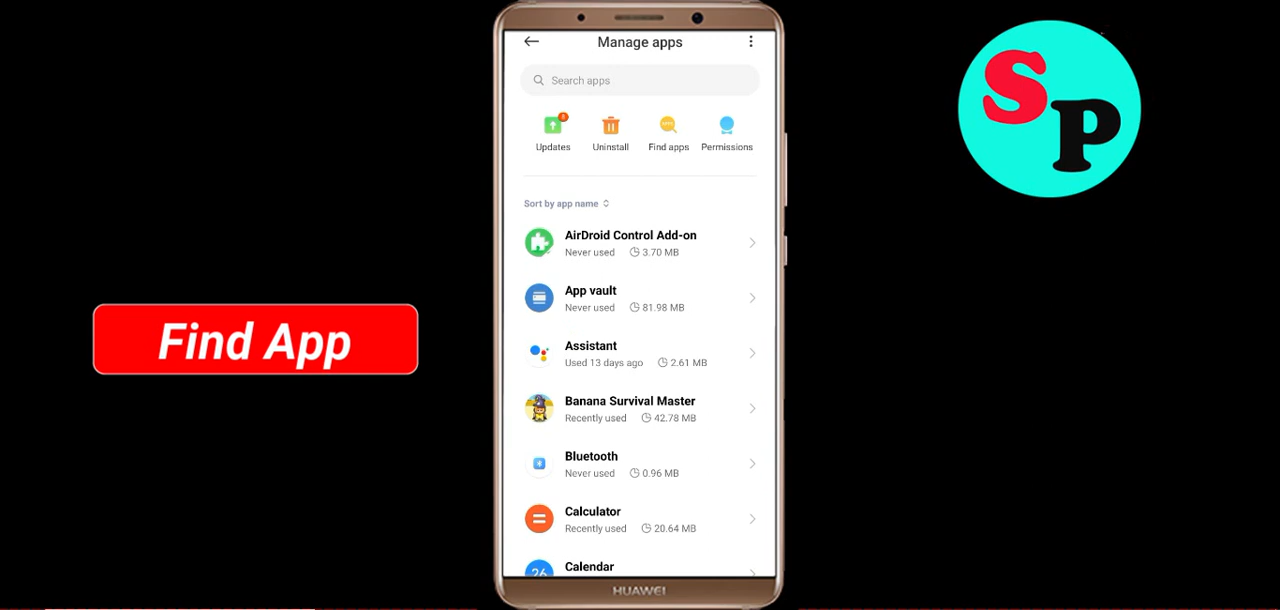 Manage apps
Search apps
Updates
Uninstall
Find apps
Permissions
Sort by app name
AirDroid Control Add-on
Never used 3.70 MB
App vault
Never used 81.98 MB
Assistant
Used 13 days ago 2.61 MB
Banana Survival Master
Recently used 42.78 MB
Bluetooth
Never used 0.96 MB
Calculator
Recently used 20.64 MB
Calendar
26
HUAWEI
Find App
SP